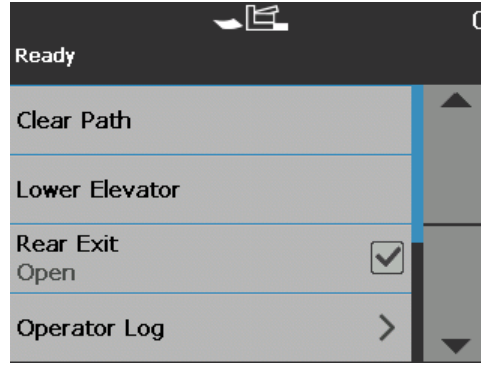 Ready
Clear Path
Lower Elevator
Rear Exit
Open
Operator Log